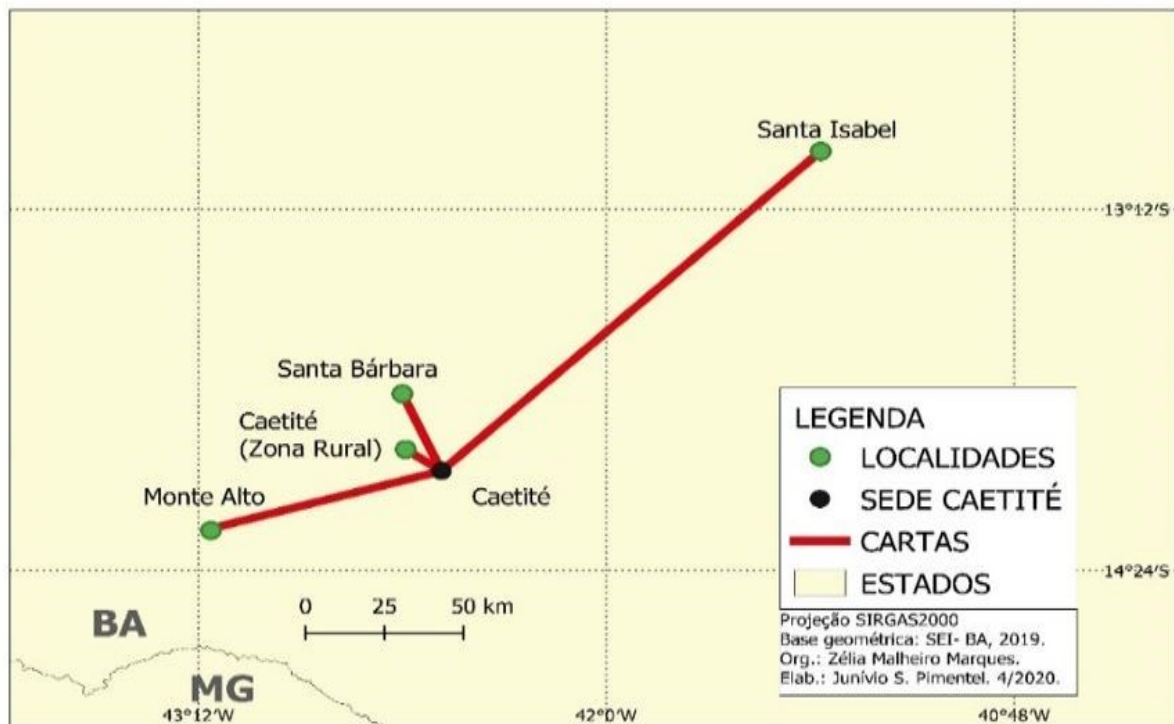 Santa Isabel
13°12'S
Santa Bárbara
Caetité
(Zona Rural)
Monte Alto
Caetité
LEGENDA
LOCALIDADES
SEDE CAETITÉ
CARTAS
ESTADOS
14°24'S
0 25 50 km
Projeção SIRGAS2000
Base geométrica: SEI- BA, 2019.
Org.: Zélia Malheiro Marques.
Elab.: Junívio S. Pimentel. 4/2020.
BA
MG
43°12'W 42°0'W 40°48'W